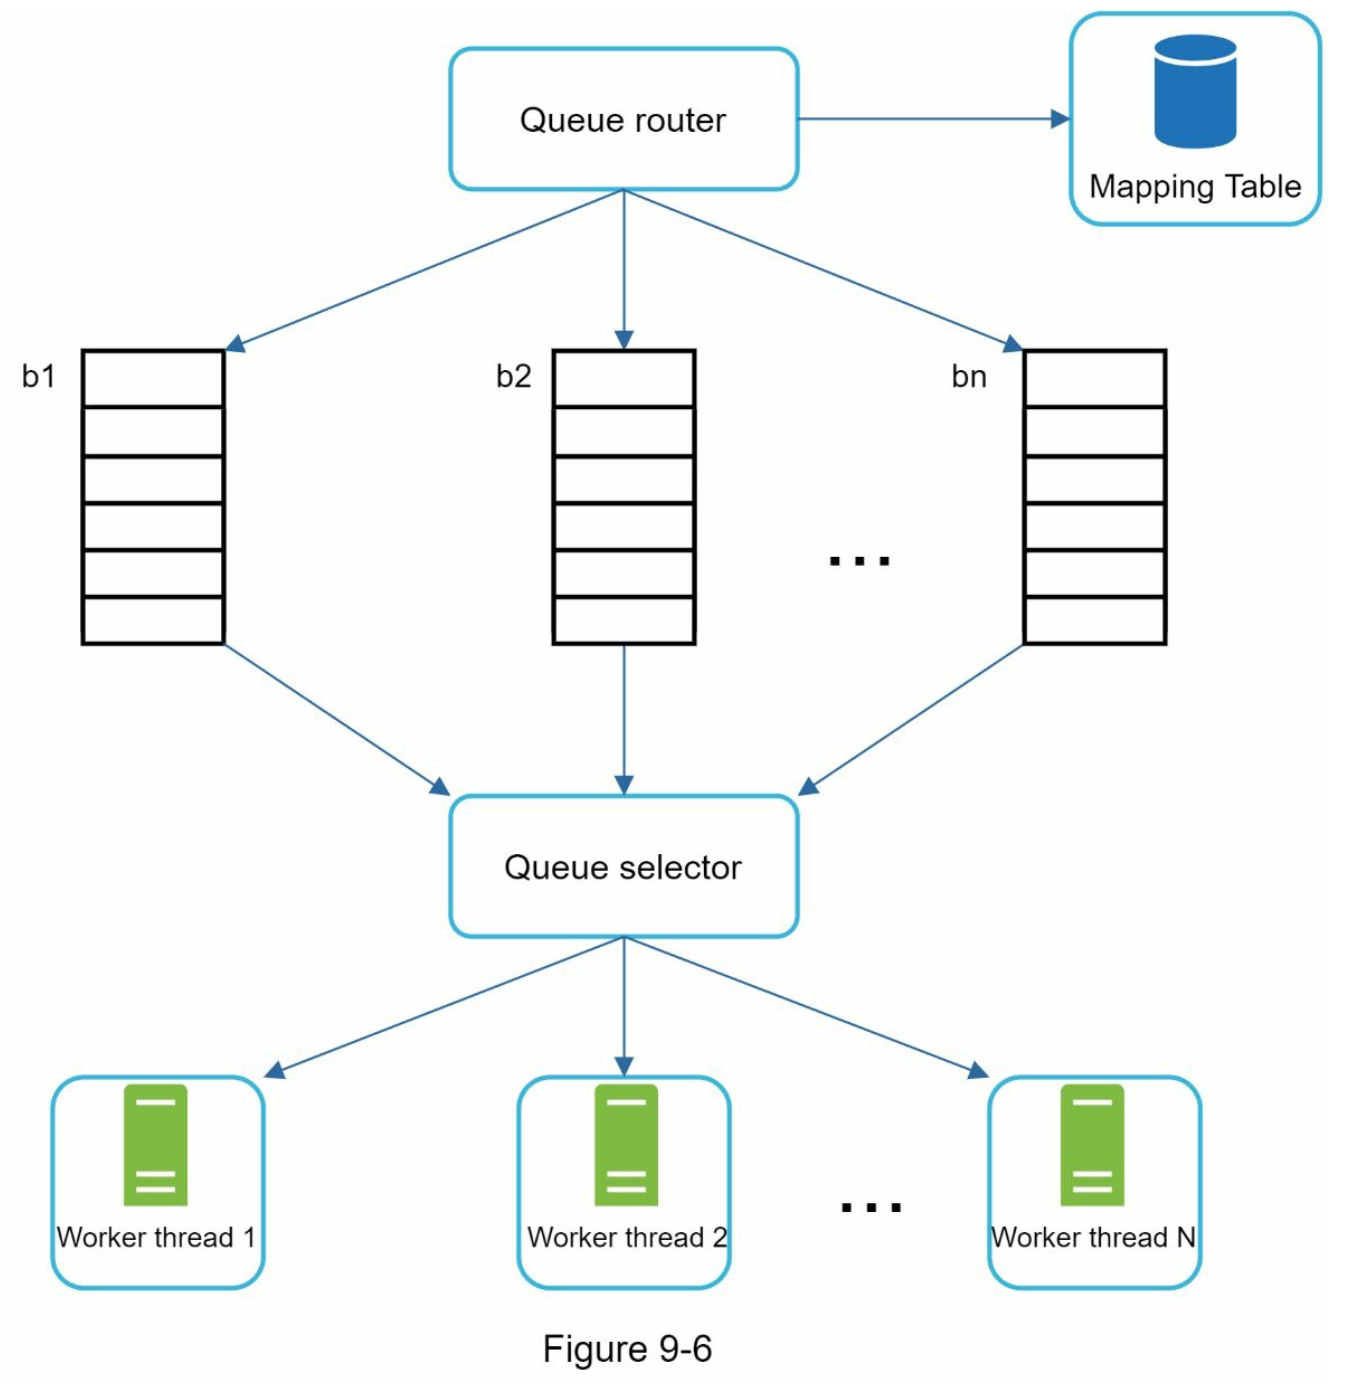 Queue router
Mapping Table
b1
b2
bn
...
Queue selector
Worker thread 1
Worker thread 2
...
Worker thread N
Figure 9-6